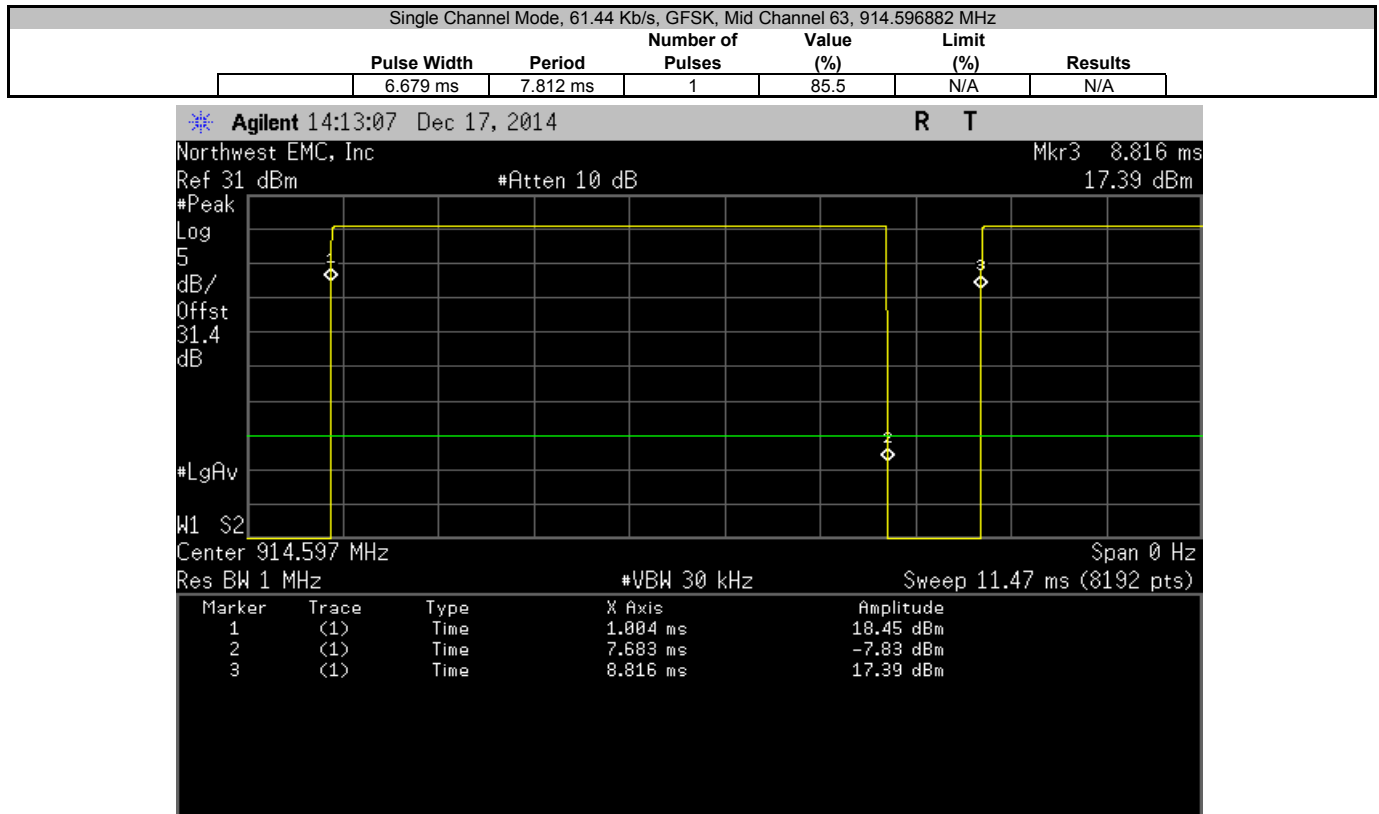 Single Channel Mode, 61.44 Kb/s, GFSK, Mid Channel 63, 914.596882 MHz
Number of Value Limit
Pulse Width Period Pulses (%) (%) Results
6.679 ms 7.812 ms 1 85.5 N/A N/A
Agilent 14:13:07 Dec 17, 2014 R T
Northwest EMC, Inc Mkr3 8.816 ms
Ref 31 dBm #Atten 10 dB 17.39 dBm
#Peak
Log
5
dB/
Offst
31.4
dB
1
3
2
#LgAv
W1 S2
Center 914.597 MHz Span 0 Hz
Res BW 1 MHz #VBW 30 kHz Sweep 11.47 ms (8192 pts)
Marker Trace Type X Axis Amplitude
1 (1) Time 1.004 ms 18.45 dBm
2 (1) Time 7.683 ms -7.83 dBm
3 (1) Time 8.816 ms 17.39 dBm